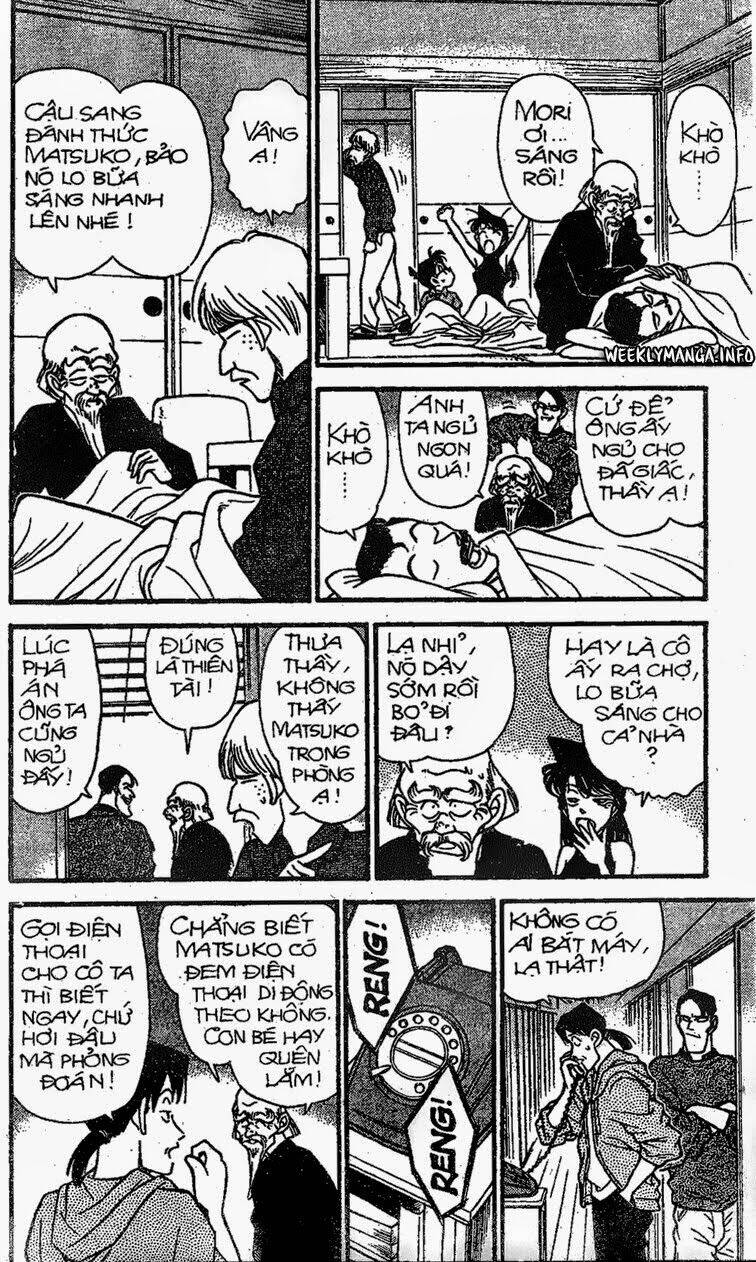 CẬU SANG
ĐÁNH THỨC
MATSUKO, BẢO
NÓ LO BỮA
SÁNG NHANH
LÊN NHÉ!
VÂNG
Ạ!
MORI
ƠI...
SÁNG
RỒI!
KHÒ
KHÒ
.....
WEEKLYMANGA.INFO
KHÒ
KHÒ
....
ANH
TA NGỦ
NGON
QUÁ!
CỨ ĐỂ
ÔNG ẤY
NGỦ CHO
ĐÃ GIẤC,
THẦY Ạ!
LÚC
PHÁ
ÁN
ÔNG TA
CŨNG
NGỦ
ĐẤY!
ĐÚNG
LÀ THIÊN
TÀI!
THƯA
THẦY,
KHÔNG
THẤY
MATSUKO
TRONG
PHÒNG
Ạ!
LẠ NHỈ,
NÓ DẬY
SỚM RỒI
BỎ ĐI
ĐÂU?
HAY LÀ CÔ
ẤY RA CHỢ,
LO BỮA
SÁNG CHO
CẢ NHÀ
?
GỌI ĐIỆN
THOẠI
CHO CÔ TA
THÌ BIẾT
NGAY, CHỨ
HƠI ĐÂU
MÀ PHỎNG
ĐOÁN!
CHẲNG BIẾT
MATSUKO CÓ
ĐEM ĐIỆN
THOẠI DI ĐỘNG
THEO KHÔNG.
CON BÉ HAY
QUÊN
LẮM!
RENG!
RENG!
KHÔNG CÓ
AI BẮT MÁY,
LẠ THẬT!